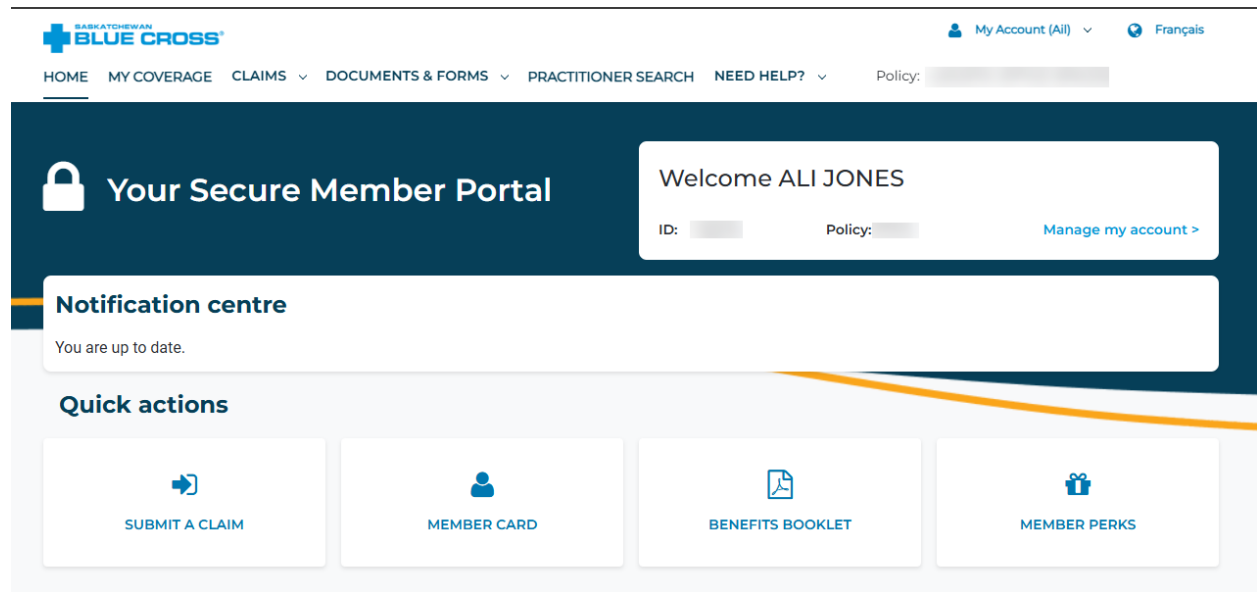 SASKATCHEWAN
BLUE CROSS®
My Account (Ail)
Français
HOME MY COVERAGE CLAIMS DOCUMENTS & FORMS PRACTITIONER SEARCH NEED HELP? Policy:
Your Secure Member Portal
Welcome ALI JONES
ID: Policy: Manage my account >
Notification centre
You are up to date.
Quick actions
SUBMIT A CLAIM
MEMBER CARD
BENEFITS BOOKLET
MEMBER PERKS